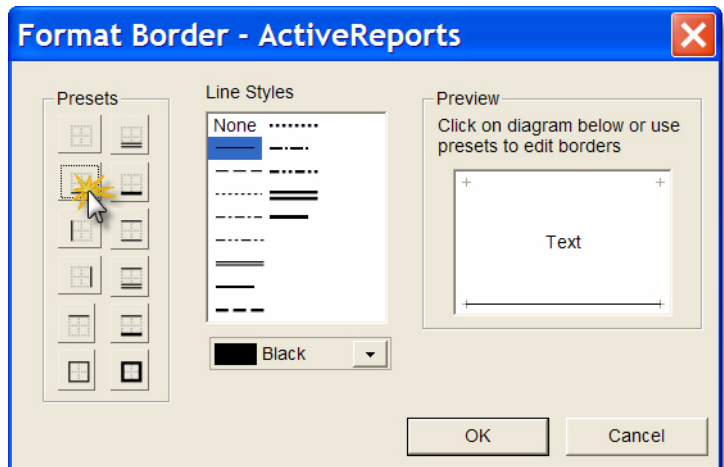 Format Border - ActiveReports
Presets
Line Styles
None
Black
Preview
Click on diagram below or use
presets to edit borders
Text
OK
Cancel